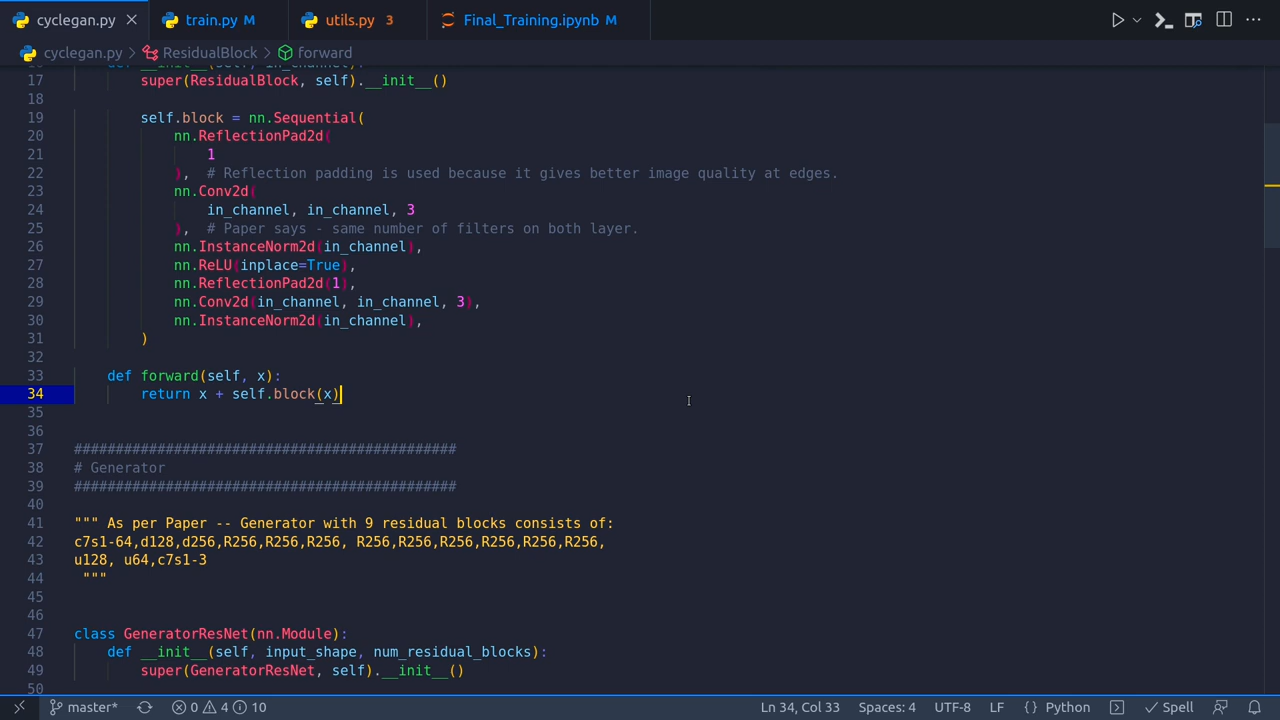 cyclegan.py
train.py M
utils.py 3
Final_Training.ipynb M
cyclegan.py > ResidualBlock > forward
17 super(ResidualBlock, self).__init__()
18
19 self.block = nn.Sequential(
20 nn.ReflectionPad2d(
21 1
22 ), # Reflection padding is used because it gives better image quality at edges.
23 nn.Conv2d(
24 in_channel, in_channel, 3
25 ), # Paper says - same number of filters on both layer.
26 nn.InstanceNorm2d(in_channel),
27 nn.ReLU(inplace=True),
28 nn.ReflectionPad2d(1),
29 nn.Conv2d(in_channel, in_channel, 3),
30 nn.InstanceNorm2d(in_channel),
31 )
32
33 def forward(self, x):
34 return x + self.block(x)
35
36
37 ##############################################
38 # Generator
39 ##############################################
40
41 """ As per Paper -- Generator with 9 residual blocks consists of:
42 c7s1-64,d128,d256,R256,R256,R256, R256,R256,R256,R256,R256,R256,
43 u128, u64,c7s1-3
44 """
45
46
47 class GeneratorResNet(nn.Module):
48 def __init__(self, input_shape, num_residual_blocks):
49 super(GeneratorResNet, self).__init__()
50
master* 0 4 10 Ln 34, Col 33 Spaces: 4 UTF-8 LF {} Python Spell